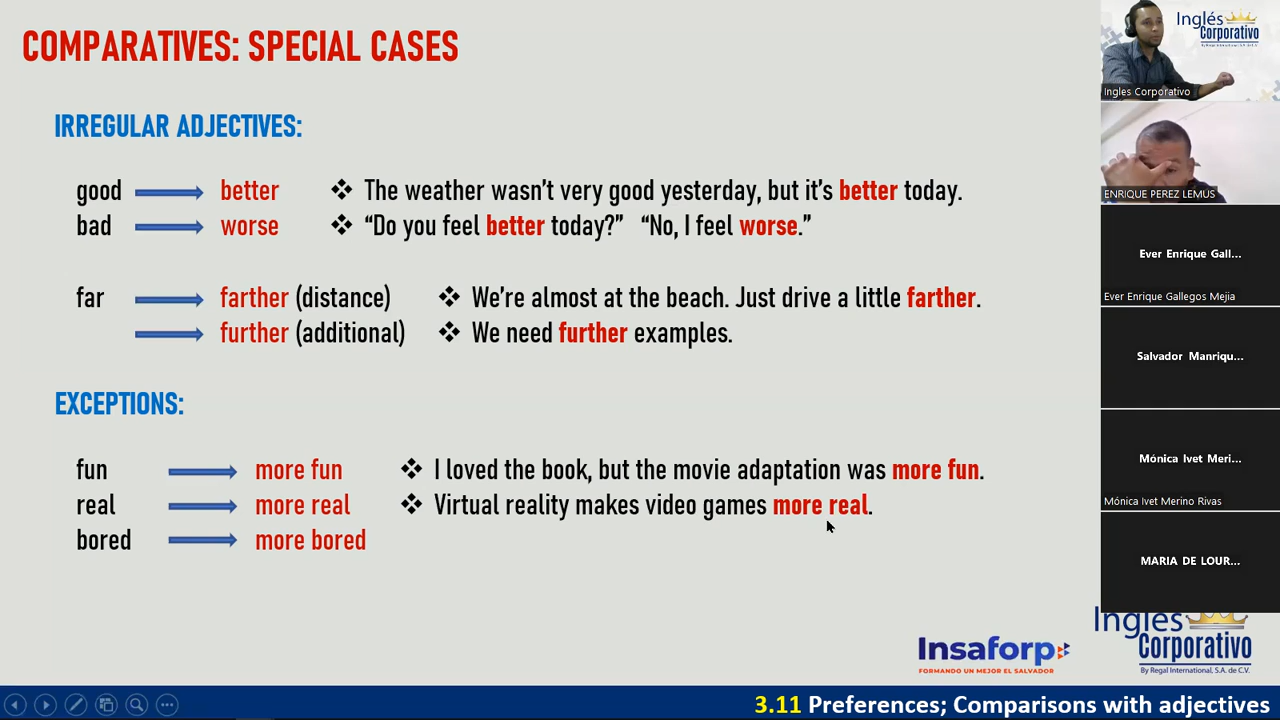 COMPARATIVES: SPECIAL CASES
IRREGULAR ADJECTIVES:
good better ❖ The weather wasn't very good yesterday, but it's better today.
bad worse ❖ “Do you feel better today?” “No, I feel worse.”
far farther (distance) ❖ We're almost at the beach. Just drive a little farther.
further (additional) ❖ We need further examples.
EXCEPTIONS:
fun more fun ❖ I loved the book, but the movie adaptation was more fun.
real more real ❖ Virtual reality makes video games more real.
bored more bored
Insaforp
FORMANDO UN MEJOR EL SALVADOR
Inglés
Corporativo
By Regal International, S.A. de C.V.
3.11 Preferences; Comparisons with adjectives
Inglés
Corporativo
By Regal International, S.A. de C.V.
Ingles Corporativo
ENRIQUE PEREZ LEMUS
Ever Enrique Gall...
Ever Enrique Gallegos Mejia
Salvador Manriqu...
Mónica Ivet Meri...
Mónica Ivet Merino Rivas
MARIA DE LOUR...